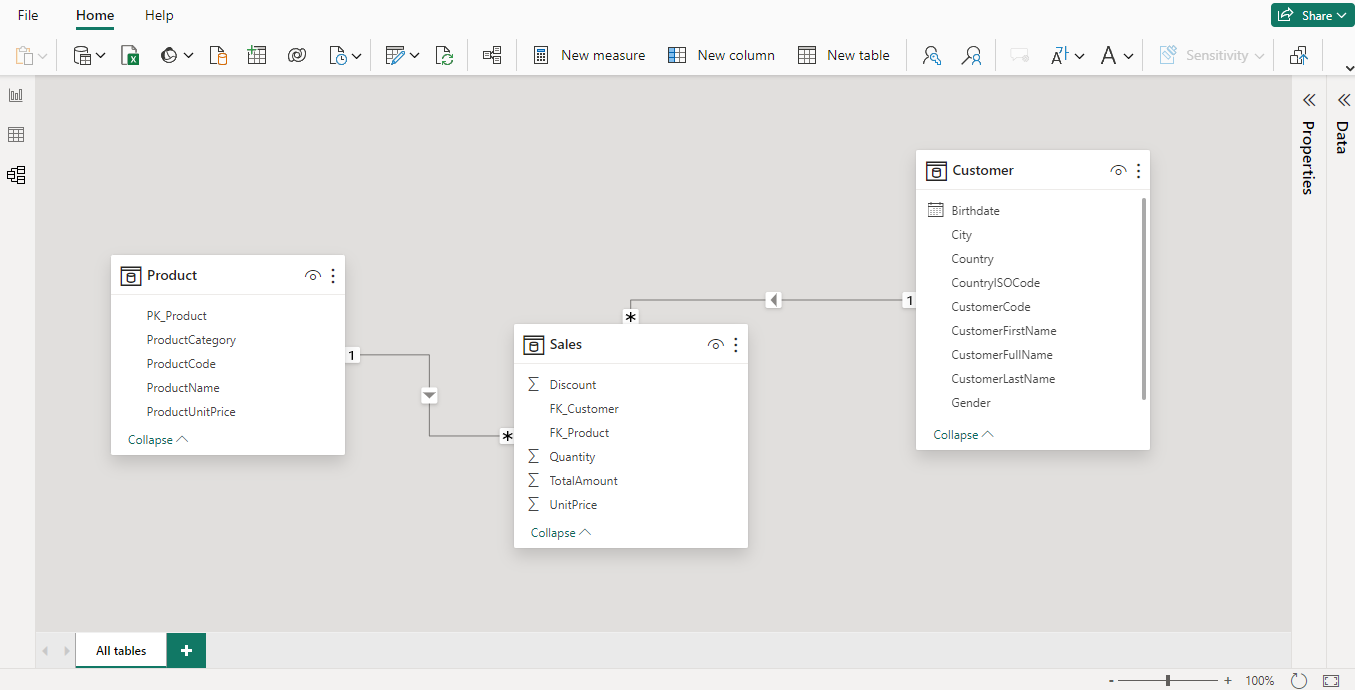 File
Home
Help
Share
New measure
New column
New table
Sensitivity
Properties
Data
Product
PK_Product
ProductCategory
ProductCode
ProductName
ProductUnitPrice
Collapse
1
*
*
1
Sales
Discount
FK_Customer
FK_Product
Quantity
TotalAmount
UnitPrice
Collapse
Customer
Birthdate
City
Country
CountryISOCode
CustomerCode
CustomerFirstName
CustomerFullName
CustomerLastName
Gender
Collapse
All tables
+
- + 100%